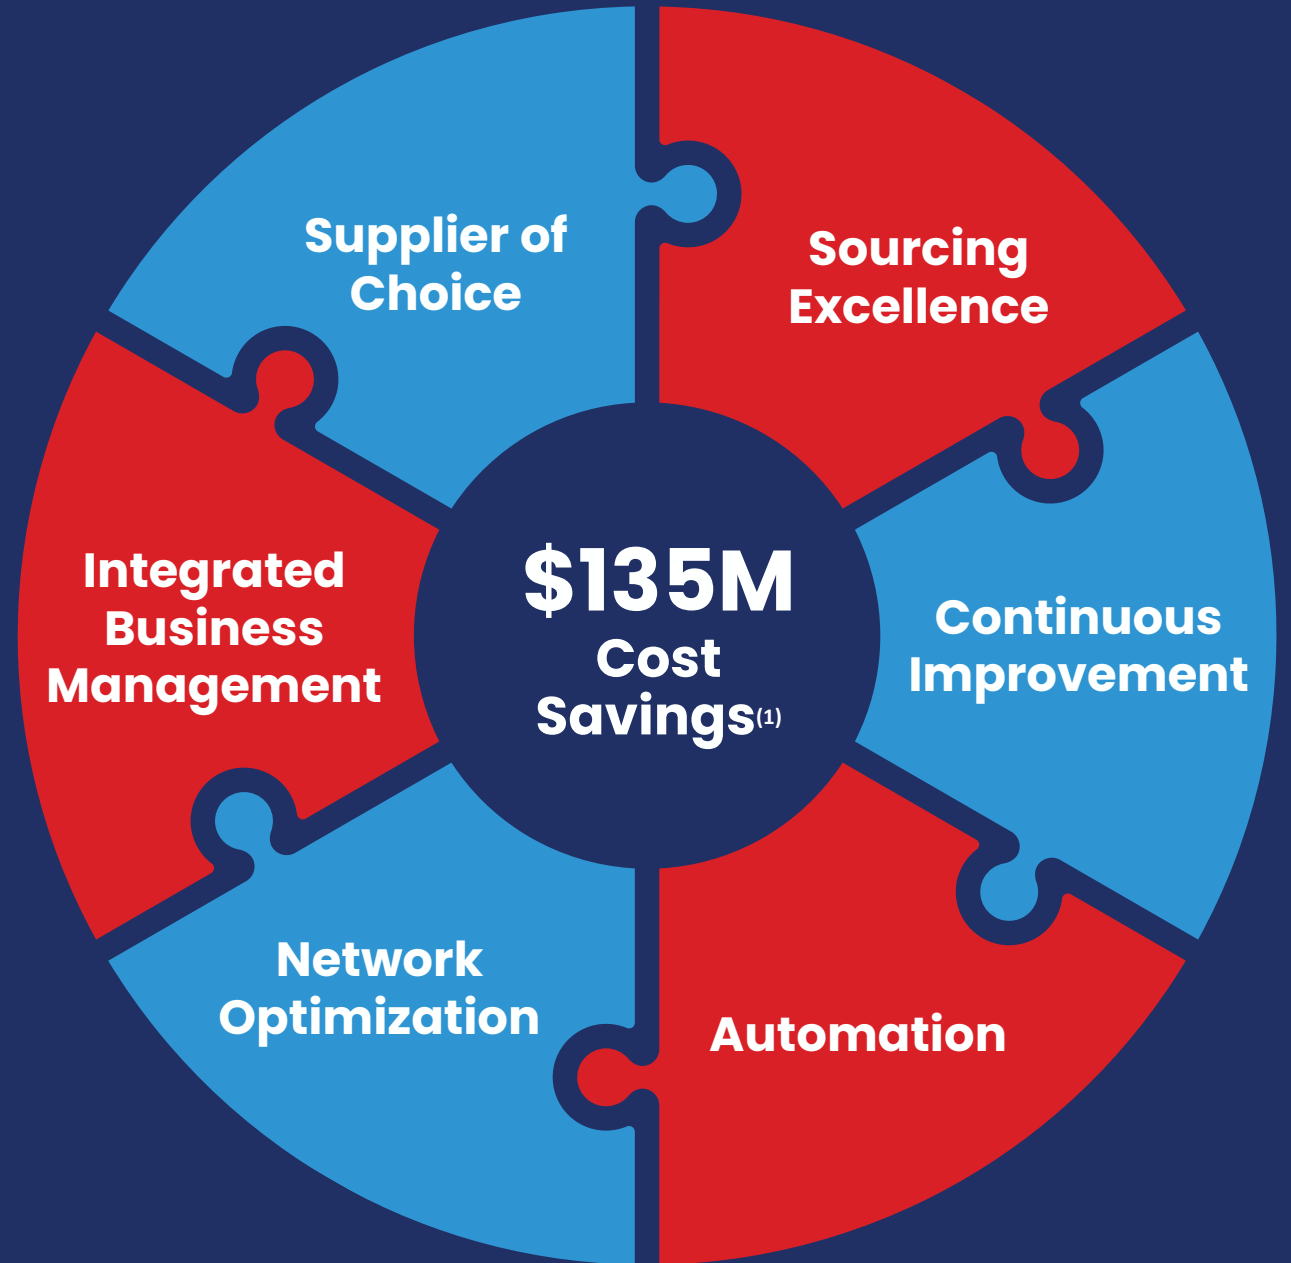 Supplier of
Choice
Sourcing
Excellence
Integrated
Business
Management
$135M
Cost
Savings(1)
Continuous
Improvement
Network
Optimization
Automation